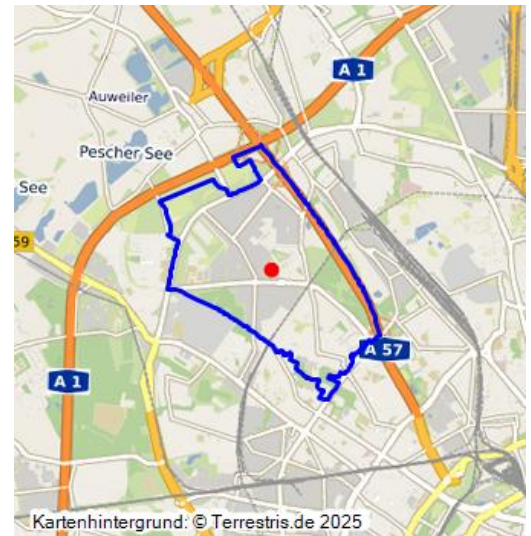 A 1
Auweiler
Pescher See
See
59
A 57
A 1
Kartenhintergrund: © Terrestris.de 2025